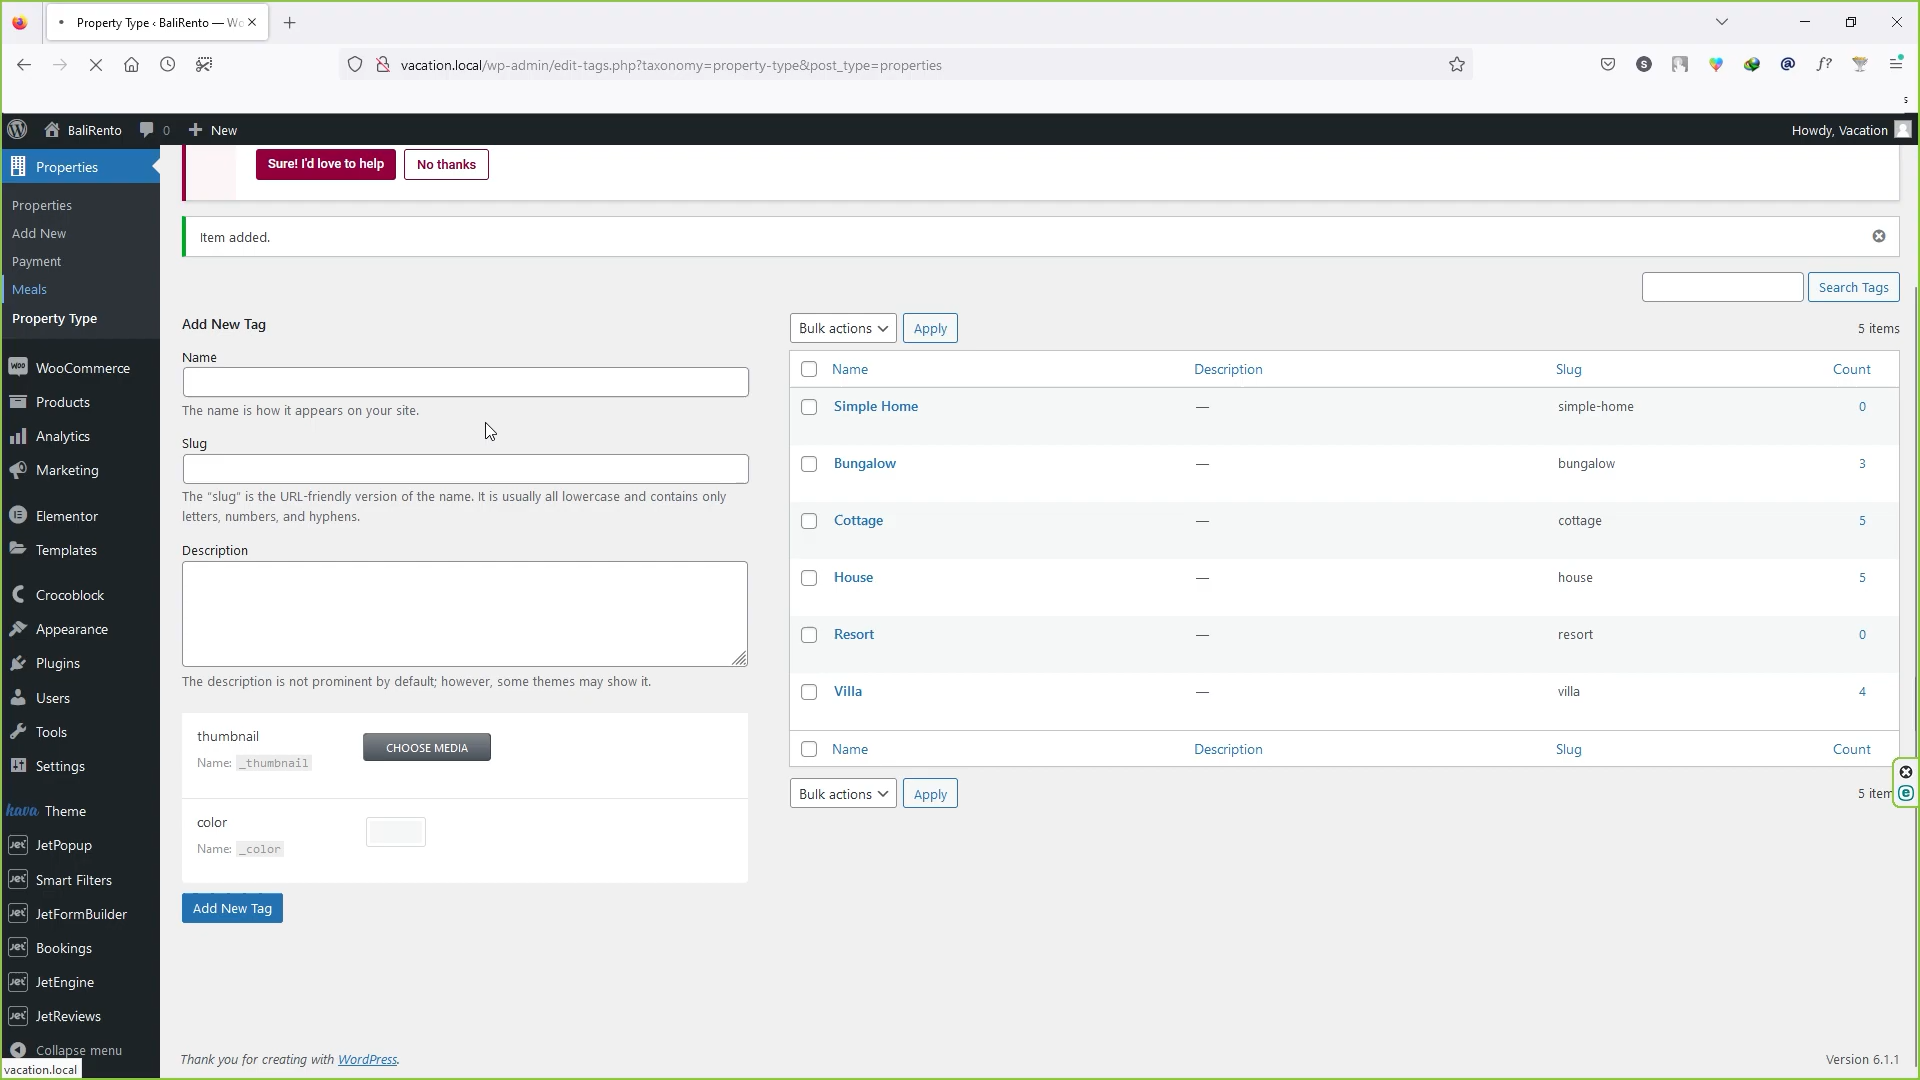 Property Type ‹ BaliRento — Wo
vacation.local/wp-admin/edit-tags.php?taxonomy=property-type&post_type=properties
s
BaliRento
0
New
Howdy, Vacation
Properties
Properties
Add New
Payment
Meals
Property Type
WooCommerce
Products
Analytics
Marketing
Elementor
Templates
Crocoblock
Appearance
Plugins
Users
Tools
Settings
kava Theme
JetPopup
Smart Filters
JetFormBuilder
Bookings
JetEngine
JetReviews
Collapse menu
vacation.local
Sure! I'd love to help
No thanks
Item added.
Search Tags
Add New Tag
Name
The name is how it appears on your site.
Slug
The “slug” is the URL-friendly version of the name. It is usually all lowercase and contains only
letters, numbers, and hyphens.
Description
The description is not prominent by default; however, some themes may show it.
thumbnail
Name: _thumbnail
CHOOSE MEDIA
color
Name: _color
Add New Tag
Bulk actions
Apply
5 items
Name Description Slug Count
Simple Home — simple-home 0
Bungalow — bungalow 3
Cottage — cottage 5
House — house 5
Resort — resort 0
Villa — villa 4
Name Description Slug Count
Bulk actions
Apply
5 item
Thank you for creating with WordPress.
Version 6.1.1